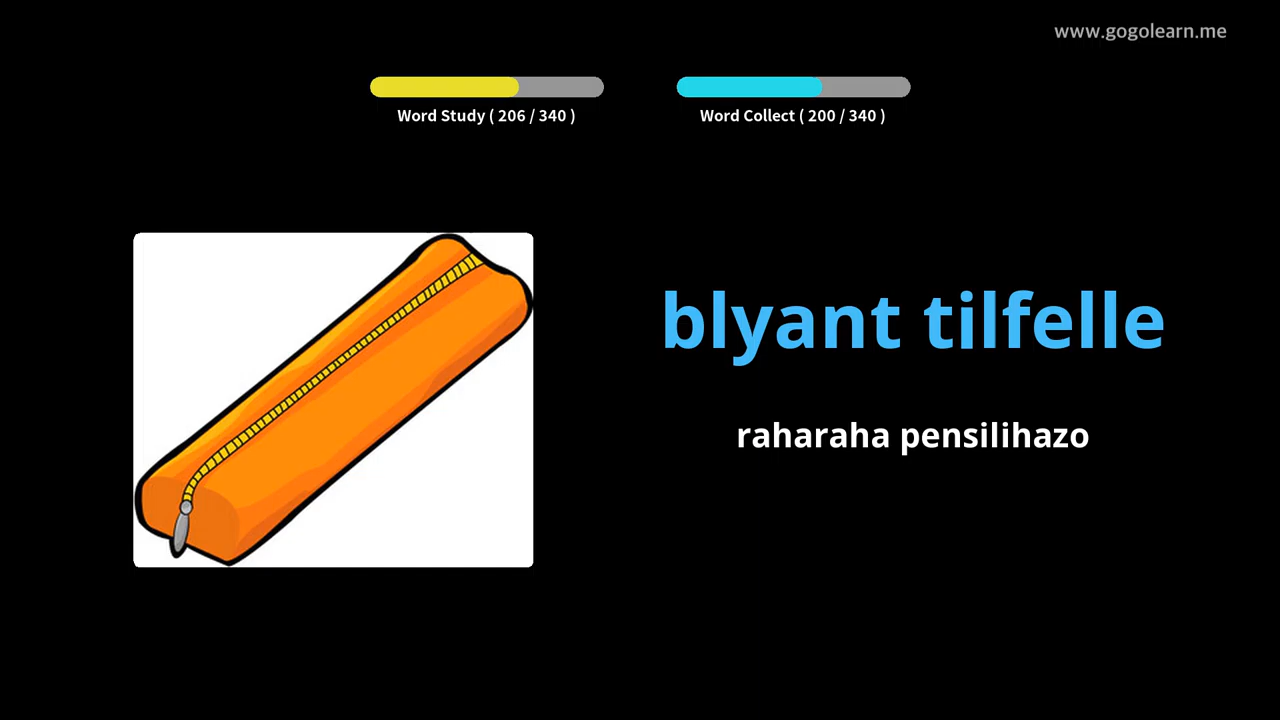 www.gogolearn.me
Word Study ( 206 / 340 )
Word Collect ( 200 / 340 )
blyant tilfelle
raharaha pensilihazo